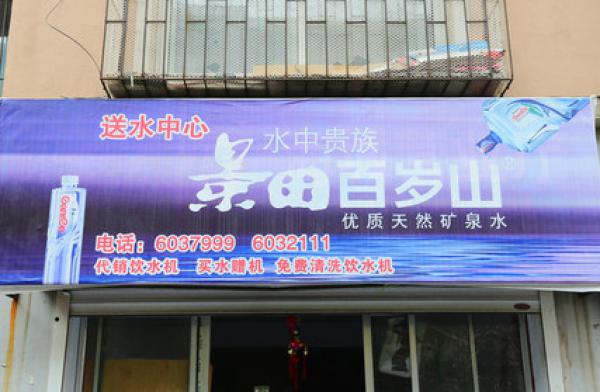 送水中心
水中贵族
景田百岁山®
优质天然矿泉水
电话：6037999 6032111
代销饮水机 买水赠机 免费清洗饮水机